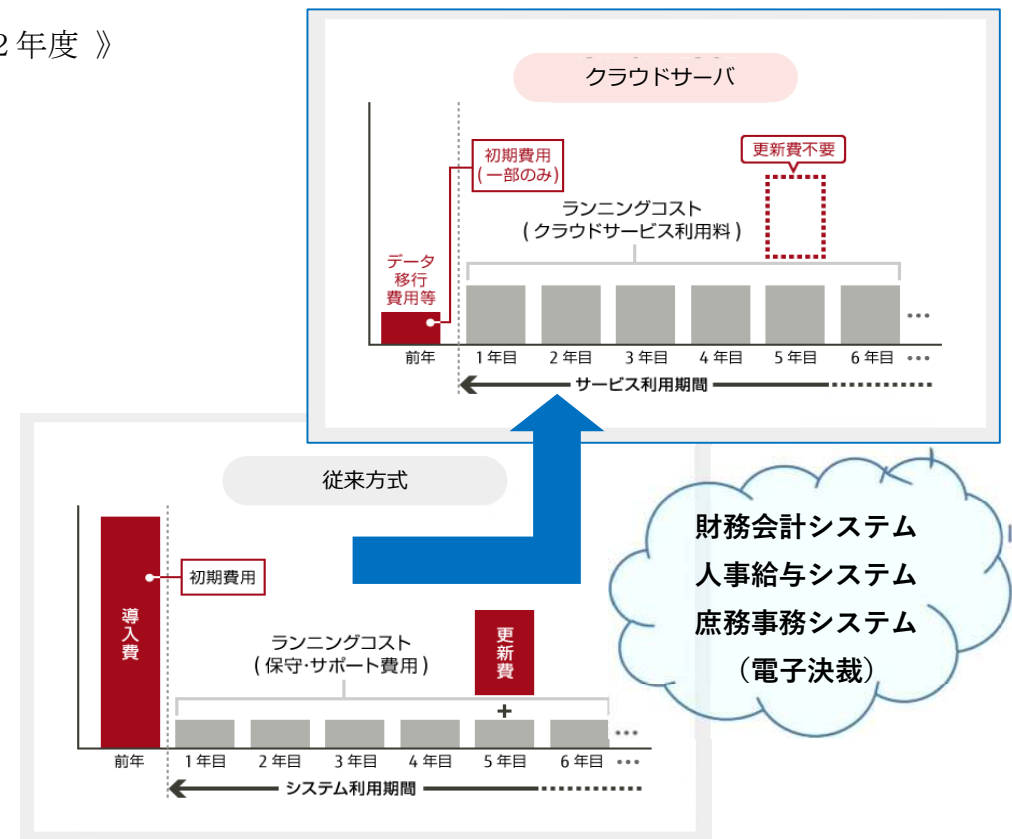 2年度 》
クラウドサーバ
初期費用
(一部のみ)
更新費不要
ランニングコスト
(クラウドサービス利用料)
データ
移行
費用等
…
前年
1年目
2年目
3年目
4年目
5年目
6年目
…
サービス利用期間
従来方式
初期費用
導入費
ランニングコスト
(保守・サポート費用)
更新費
+
…
前年
1年目
2年目
3年目
4年目
5年目
6年目
…
システム利用期間
財務会計システム
人事給与システム
庶務事務システム
（電子決裁）